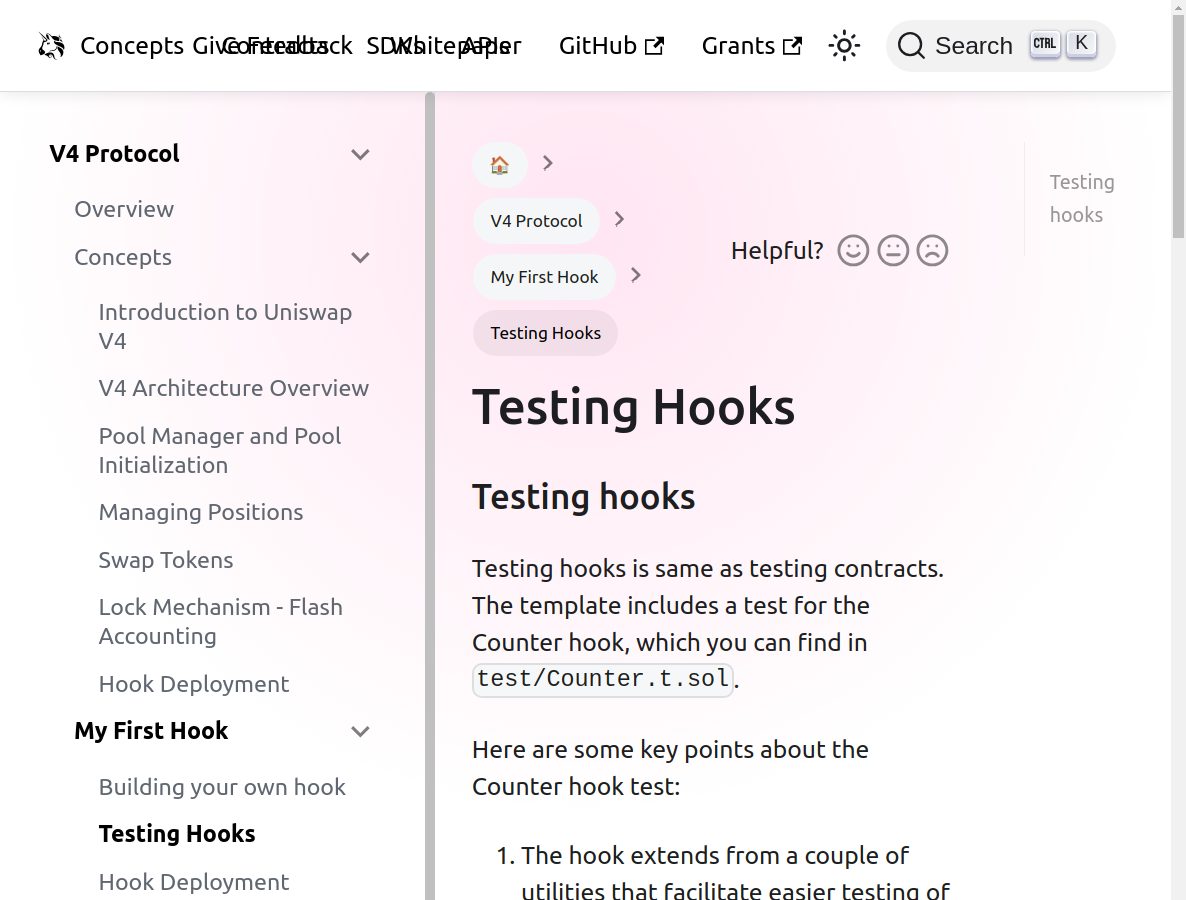 Concepts Give Feedback Contracts SDKs Whitepaper APIs GitHub Grants Search CTRL K
V4 Protocol
Overview
Concepts
Introduction to Uniswap
V4
V4 Architecture Overview
Pool Manager and Pool
Initialization
Managing Positions
Swap Tokens
Lock Mechanism - Flash
Accounting
Hook Deployment
My First Hook
Building your own hook
Testing Hooks
Hook Deployment
V4 Protocol
My First Hook
Testing Hooks
Helpful?
Testing Hooks
Testing hooks
Testing hooks is same as testing contracts.
The template includes a test for the
Counter hook, which you can find in
test/Counter.t.sol.
Here are some key points about the
Counter hook test:
1. The hook extends from a couple of
utilities that facilitate easier testing of
Testing
hooks